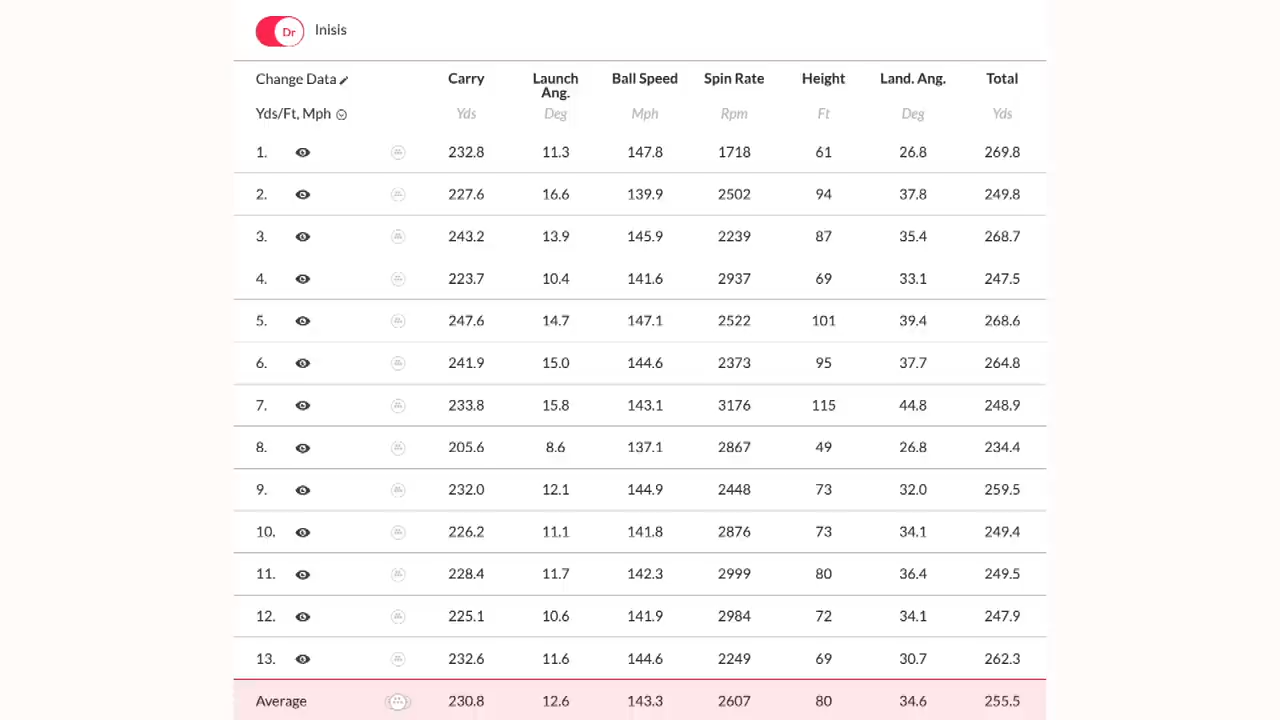 Dr Inisis
Change Data Carry Launch Ang. Ball Speed Spin Rate Height Land. Ang. Total
Yds/Ft, Mph Yds Deg Mph Rpm Ft Deg Yds
1. 232.8 11.3 147.8 1718 61 26.8 269.8
2. 227.6 16.6 139.9 2502 94 37.8 249.8
3. 243.2 13.9 145.9 2239 87 35.4 268.7
4. 223.7 10.4 141.6 2937 69 33.1 247.5
5. 247.6 14.7 147.1 2522 101 39.4 268.6
6. 241.9 15.0 144.6 2373 95 37.7 264.8
7. 233.8 15.8 143.1 3176 115 44.8 248.9
8. 205.6 8.6 137.1 2867 49 26.8 234.4
9. 232.0 12.1 144.9 2448 73 32.0 259.5
10. 226.2 11.1 141.8 2876 73 34.1 249.4
11. 228.4 11.7 142.3 2999 80 36.4 249.5
12. 225.1 10.6 141.9 2984 72 34.1 247.9
13. 232.6 11.6 144.6 2249 69 30.7 262.3
Average 230.8 12.6 143.3 2607 80 34.6 255.5